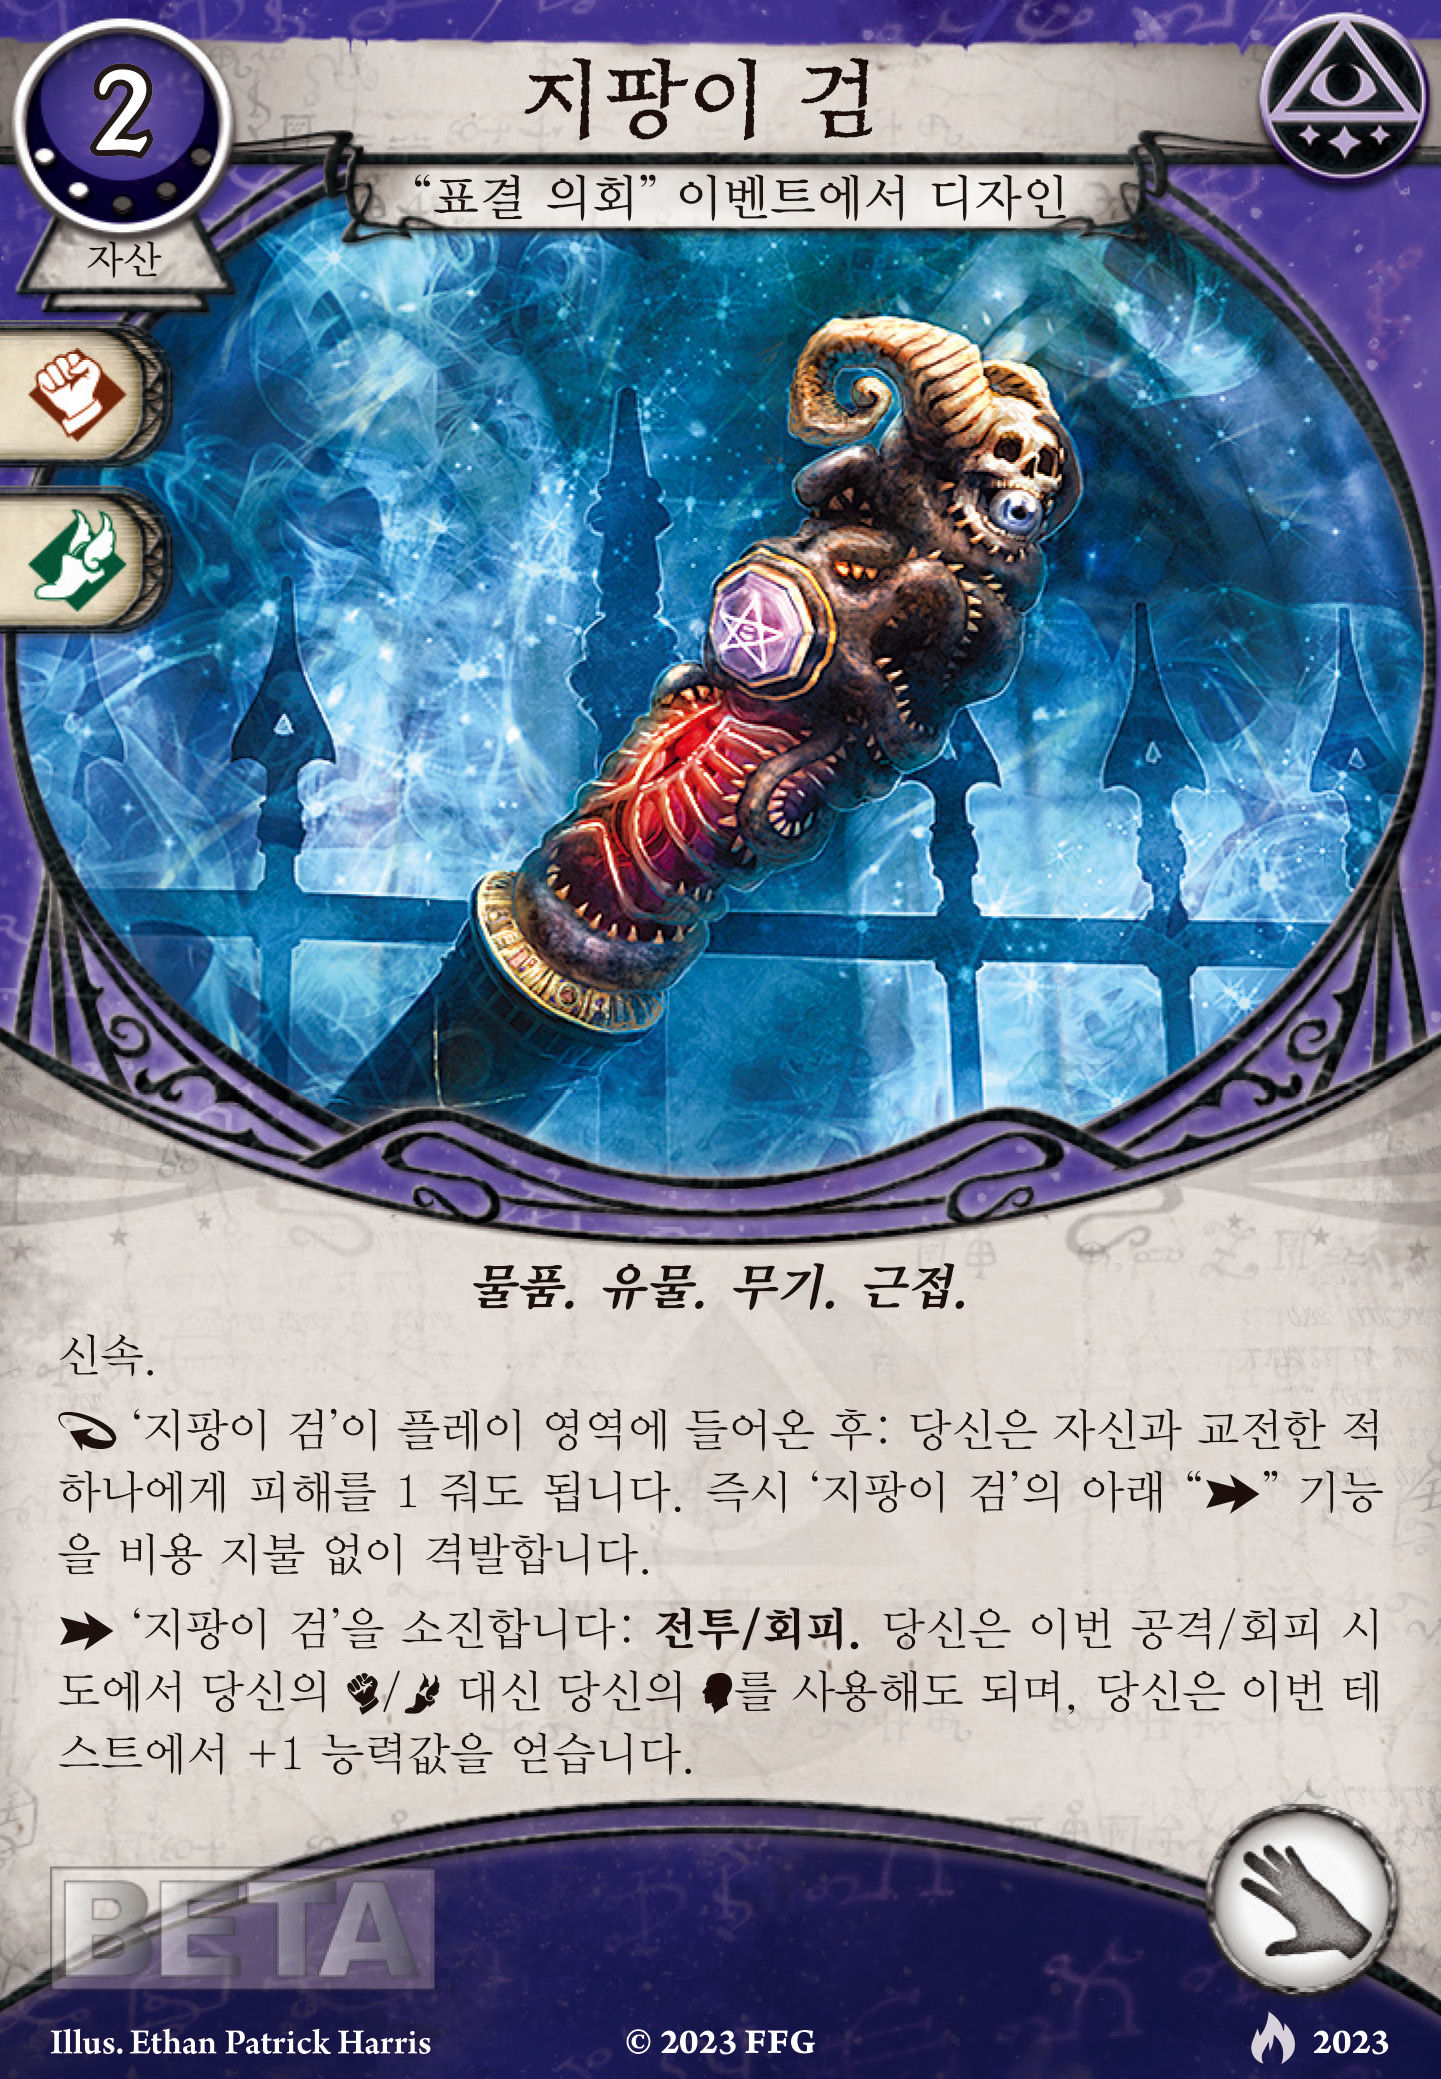 2
지팡이 검
“표결 의회” 이벤트에서 디자인
자산
물품. 유물. 무기. 근접.
신속.
‘지팡이 검’이 플레이 영역에 들어온 후: 당신은 자신과 교전한 적
하나에게 피해를 1 줘도 됩니다. 즉시 ‘지팡이 검’의 아래 “ ” 기능
을 비용 지불 없이 격발합니다.
‘지팡이 검’을 소진합니다: 전투/회피. 당신은 이번 공격/회피 시
도에서 당신의 / 대신 당신의 를 사용해도 되며, 당신은 이번 테
스트에서 +1 능력값을 얻습니다.
BETA
Illus. Ethan Patrick Harris
© 2023 FFG
2023